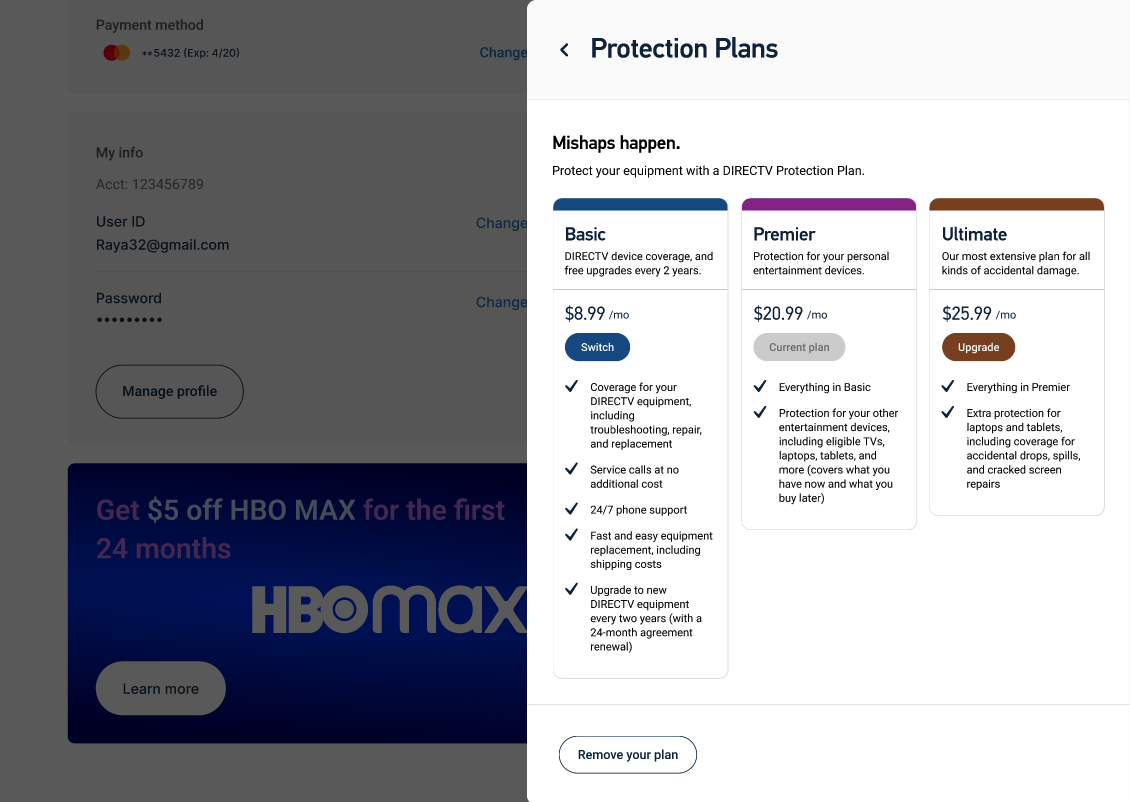 Payment method
**5432 (Exp: 4/20)
Change
My info
Acct: 123456789
User ID
Change
Raya32@gmail.com
Password
Change
•••••••••
Manage profile
Get $5 off HBO MAX for the first
24 months
HBOmax
Learn more
Protection Plans
Mishaps happen.
Protect your equipment with a DIRECTV Protection Plan.
Basic
DIRECTV device coverage, and
free upgrades every 2 years.
$8.99 /mo
Switch
Coverage for your
DIRECTV equipment,
including
troubleshooting, repair,
and replacement
Service calls at no
additional cost
24/7 phone support
Fast and easy equipment
replacement, including
shipping costs
Upgrade to new
DIRECTV equipment
every two years (with a
24-month agreement
renewal)
Premier
Protection for your personal
entertainment devices.
$20.99 /mo
Current plan
Everything in Basic
Protection for your other
entertainment devices,
including eligible TVs,
laptops, tablets, and
more (covers what you
have now and what you
buy later)
Ultimate
Our most extensive plan for all
kinds of accidental damage.
$25.99 /mo
Upgrade
Everything in Premier
Extra protection for
laptops and tablets,
including coverage for
accidental drops, spills,
and cracked screen
repairs
Remove your plan